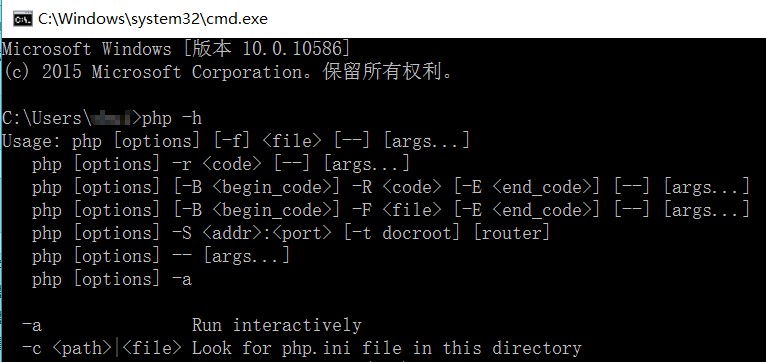 C:\Windows\system32\cmd.exe
Microsoft Windows [版本 10.0.10586]
(c) 2015 Microsoft Corporation。保留所有权利。
C:\Users\>php -h
Usage: php [options] [-f] <file> [--] [args...]
php [options] -r <code> [--] [args...]
php [options] [-B <begin_code>] -R <code> [-E <end_code>] [--] [args...]
php [options] [-B <begin_code>] -F <file> [-E <end_code>] [--] [args...]
php [options] -S <addr>:<port> [-t docroot] [router]
php [options] -- [args...]
php [options] -a
-a Run interactively
-c <path>|<file> Look for php.ini file in this directory